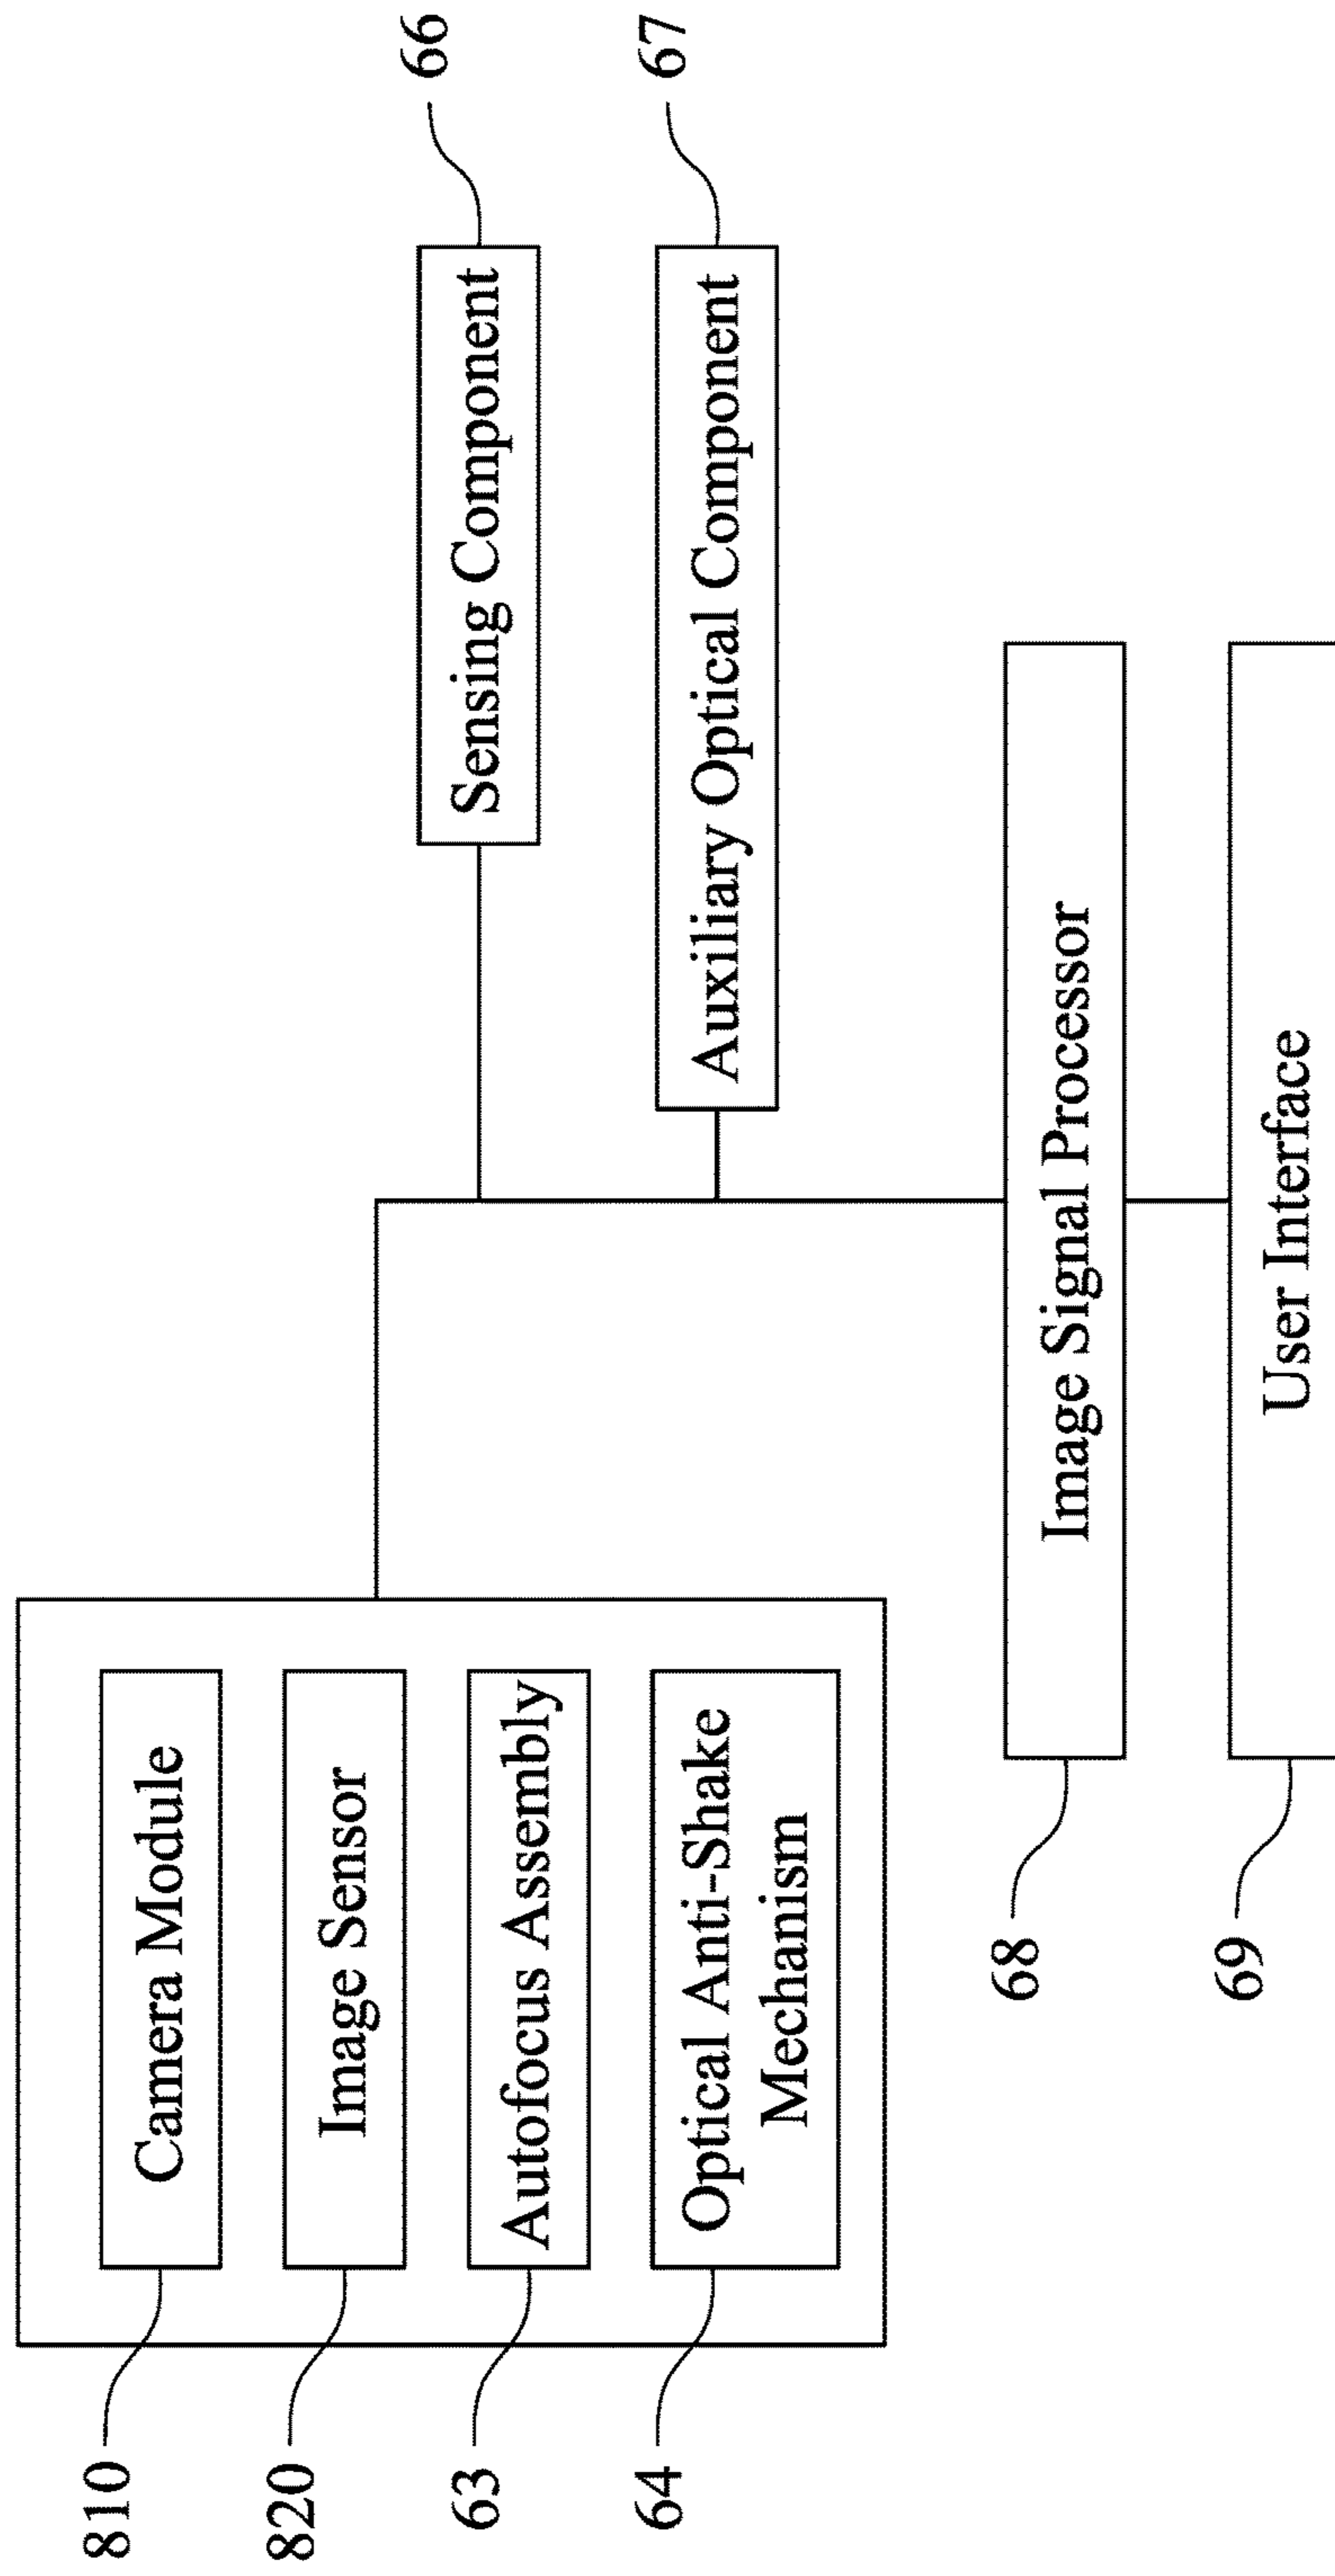 810
Camera Module
820
Image Sensor
63
Autofocus Assembly
64
Optical Anti-Shake
Mechanism
Sensing Component
66
Auxiliary Optical Component
67
68
Image Signal Processor
69
User Interface